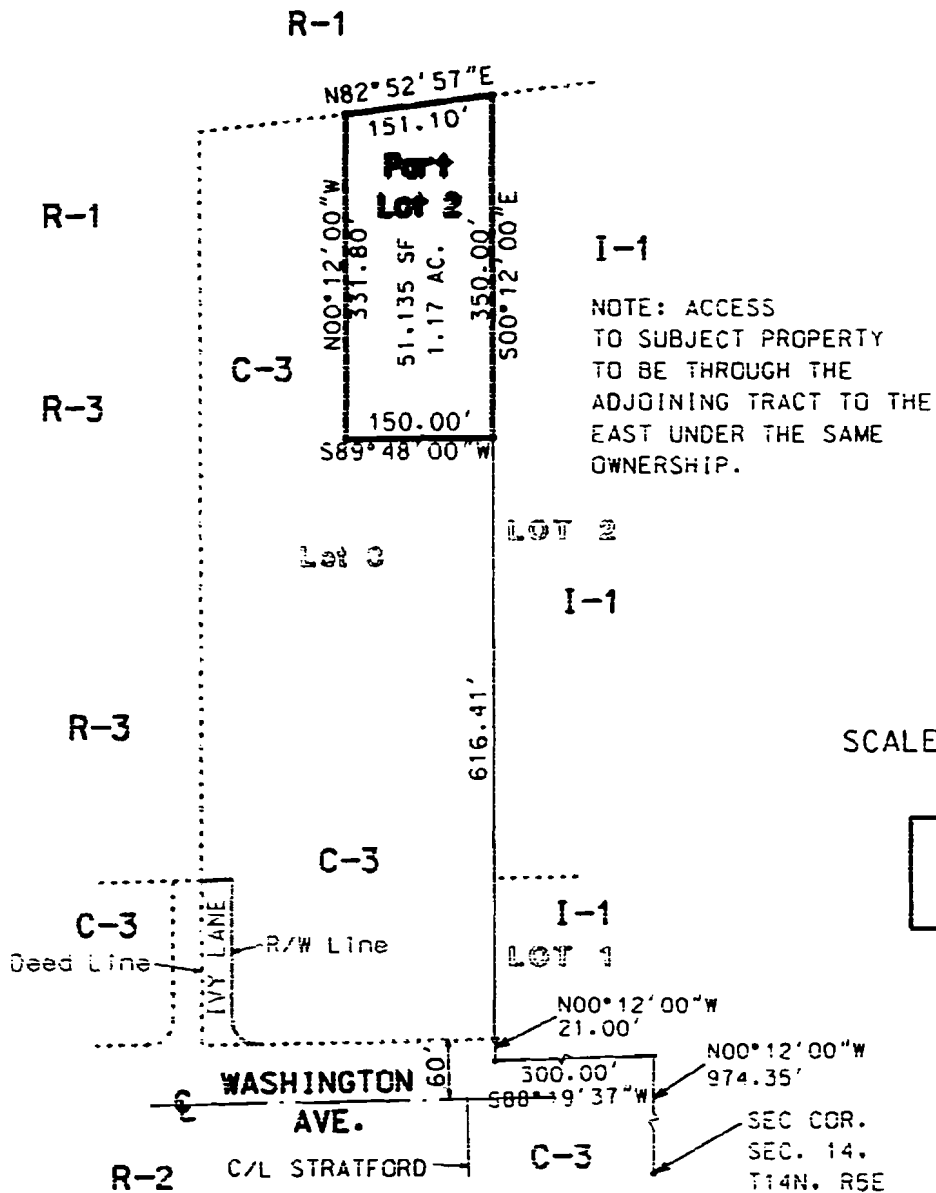 R-1
N82°52'57"E
151.10'
Part
Lot 2
R-1
N00°12'00"W
331.80'
51,135 SF
1.17 AC.
350.00'
S00°12'00"E
I-1
NOTE: ACCESS
TO SUBJECT PROPERTY
TO BE THROUGH THE
ADJOINING TRACT TO THE
EAST UNDER THE SAME
OWNERSHIP.
C-3
R-3
150.00'
S89°48'00"W
LOT 2
Lot
I-1
616.41'
R-3
SCALE
C-3
C-3
I-1
IVY LANE
R/W Line
Deed Line
LOT 1
N00°12'00"W
21.00'
60'
300.00'
N00°12'00"W
974.35'
WASHINGTON
AVE.
SEC COR.
SEC. 14,
T14N, R5E
C-3
C/L STRATFORD
R-2